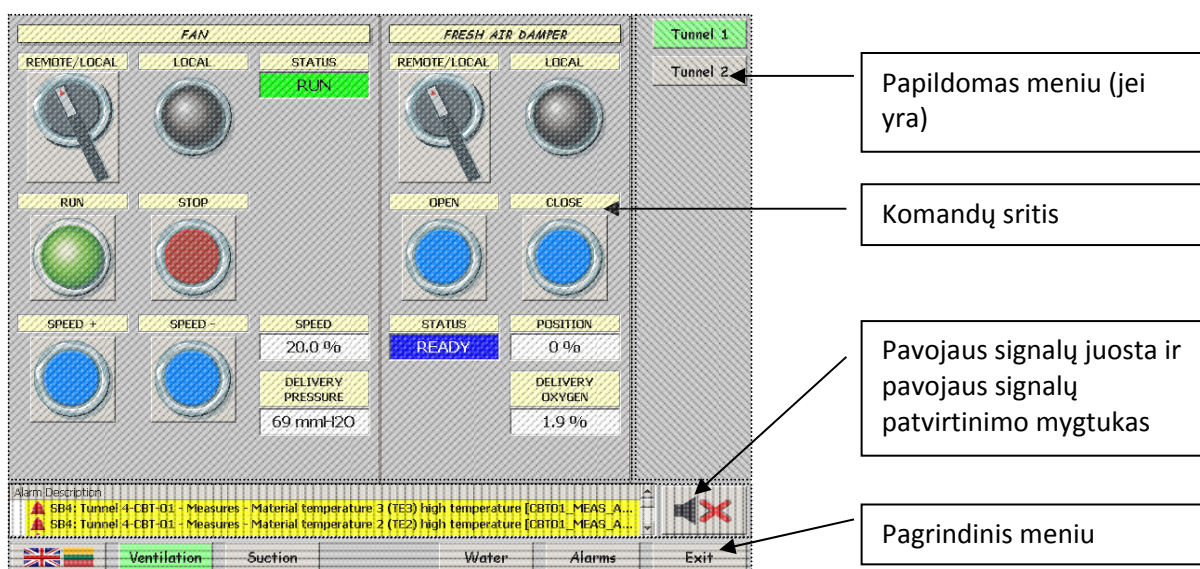 FAN
FRESH AIR DAMPER
Tunnel 1
Tunnel 2
REMOTE/LOCAL
LOCAL
STATUS
RUN
REMOTE/LOCAL
LOCAL
RUN
STOP
OPEN
CLOSE
SPEED +
SPEED -
SPEED
20.0 %
STATUS
READY
POSITION
0 %
DELIVERY
PRESSURE
69 mmH2O
DELIVERY
OXYGEN
1.9 %
Alarm Description
SB4: Tunnel 4-CBT-01 - Measures - Material temperature 3 (TE3) high temperature [CBT01_MEAS_A...
SB4: Tunnel 4-CBT-01 - Measures - Material temperature 2 (TE2) high temperature [CBT01_MEAS_A...
Ventilation
Suction
Water
Alarms
Exit
Papildomas meniu (jei
yra)
Komandų sritis
Pavojaus signalų juosta ir
pavojaus signalų
patvirtinimo mygtukas
Pagrindinis meniu